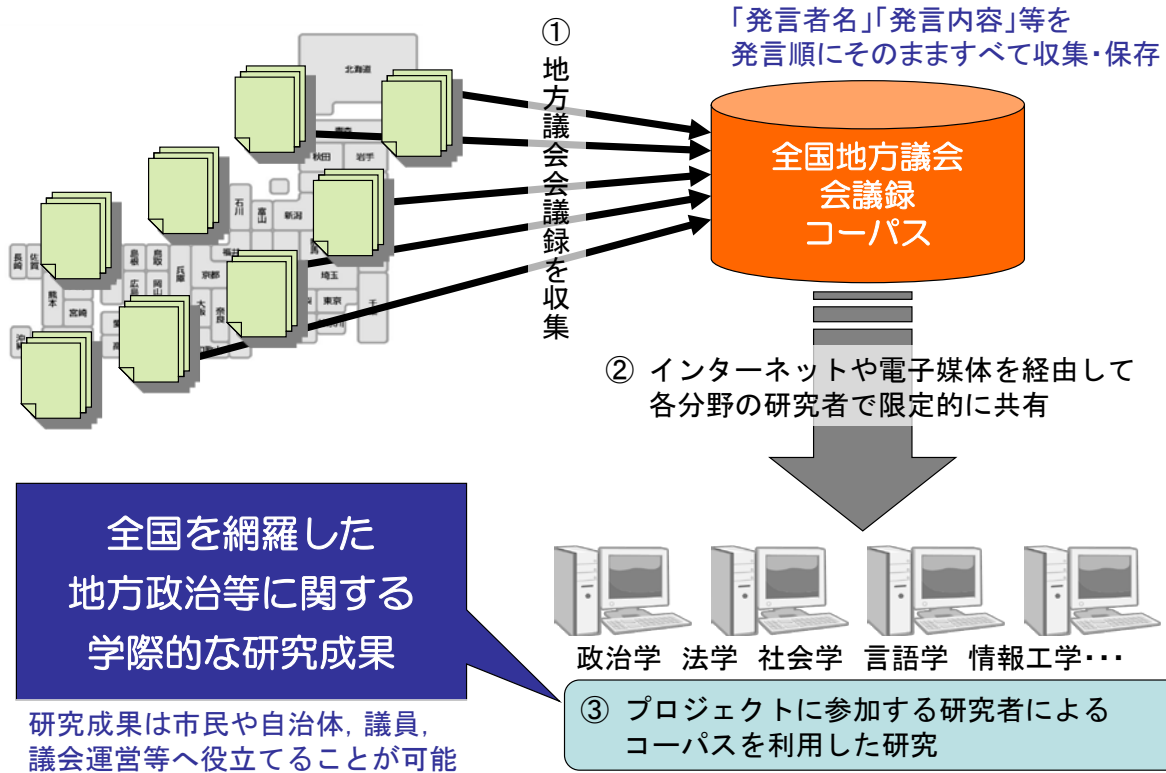 「発言者名」「発言内容」等を
発言順にそのまますべて収集・保存
① 地方議会会議録を収集
北海道
秋田 岩手
石川 富山 新潟
長崎 佐賀 島根 鳥取 兵庫 京都 埼玉
熊本 広島 岡山 大阪 奈良 東京
宮崎
全国地方議会
会議録
コーパス
② インターネットや電子媒体を経由して
各分野の研究者で限定的に共有
全国を網羅した
地方政治等に関する
学際的な研究成果
政治学 法学 社会学 言語学 情報工学・・・
③ プロジェクトに参加する研究者による
コーパスを利用した研究
研究成果は市民や自治体, 議員,
議会運営等へ役立てることが可能